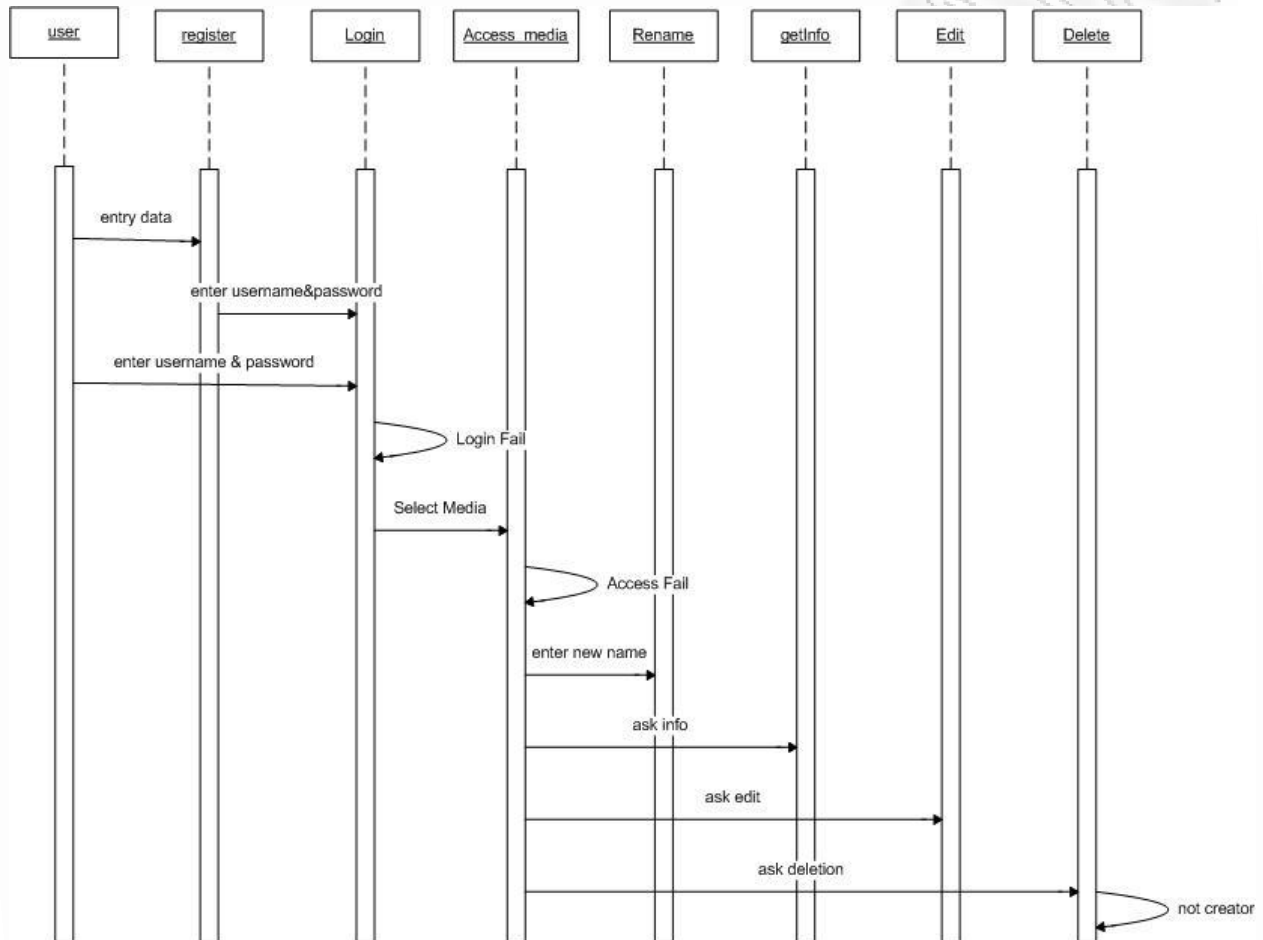 user
register
Login
Access_media
Rename
getInfo
Edit
Delete
entry data
enter username&password
enter username & password
Login Fail
Select Media
Access Fail
enter new name
ask info
ask edit
ask deletion
not creator